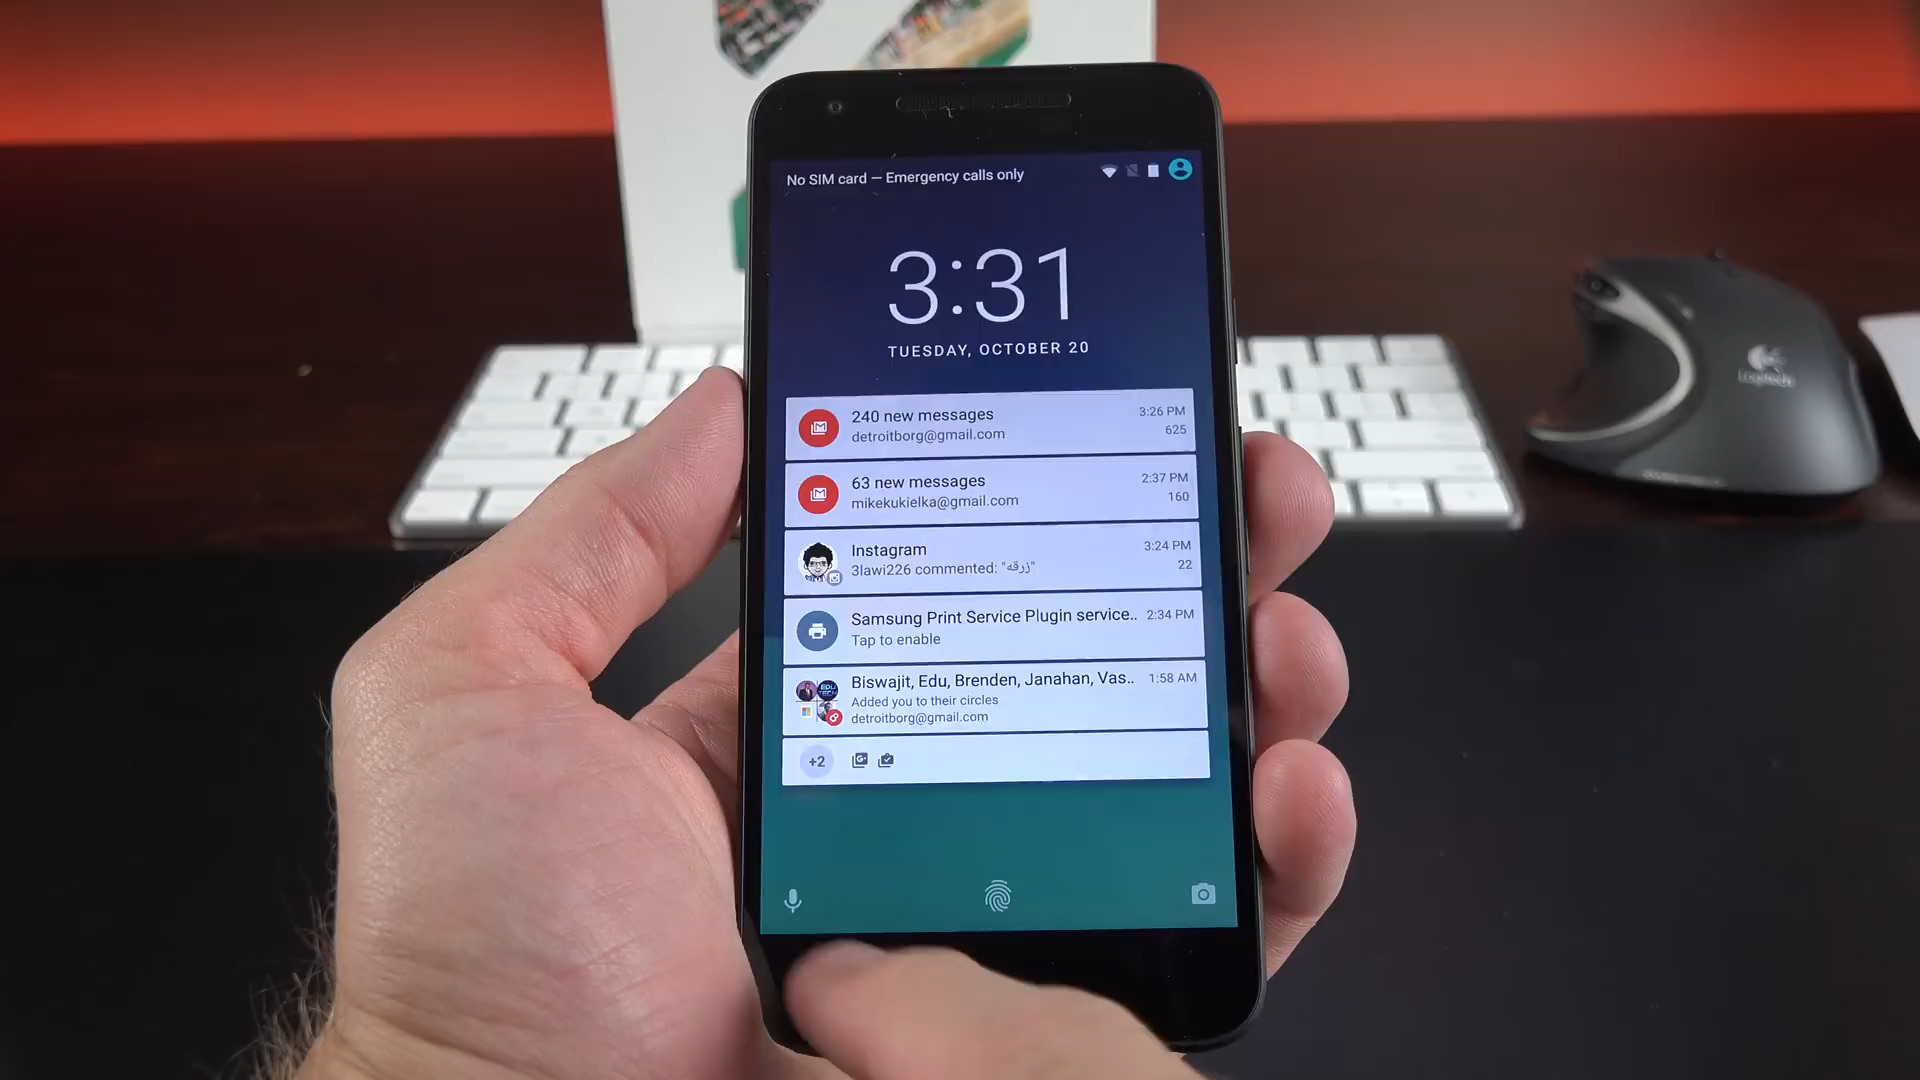 No SIM card — Emergency calls only
3:31
TUESDAY, OCTOBER 20
240 new messages 3:26 PM
detroitborg@gmail.com 625
63 new messages 2:37 PM
mikekukielka@gmail.com 160
Instagram 3:24 PM
3lawi226 commented: "زرقه" 22
Samsung Print Service Plugin service.. 2:34 PM
Tap to enable
EDU
TECH
Biswajit, Edu, Brenden, Janahan, Vas.. 1:58 AM
Added you to their circles
detroitborg@gmail.com
+2
Logitech